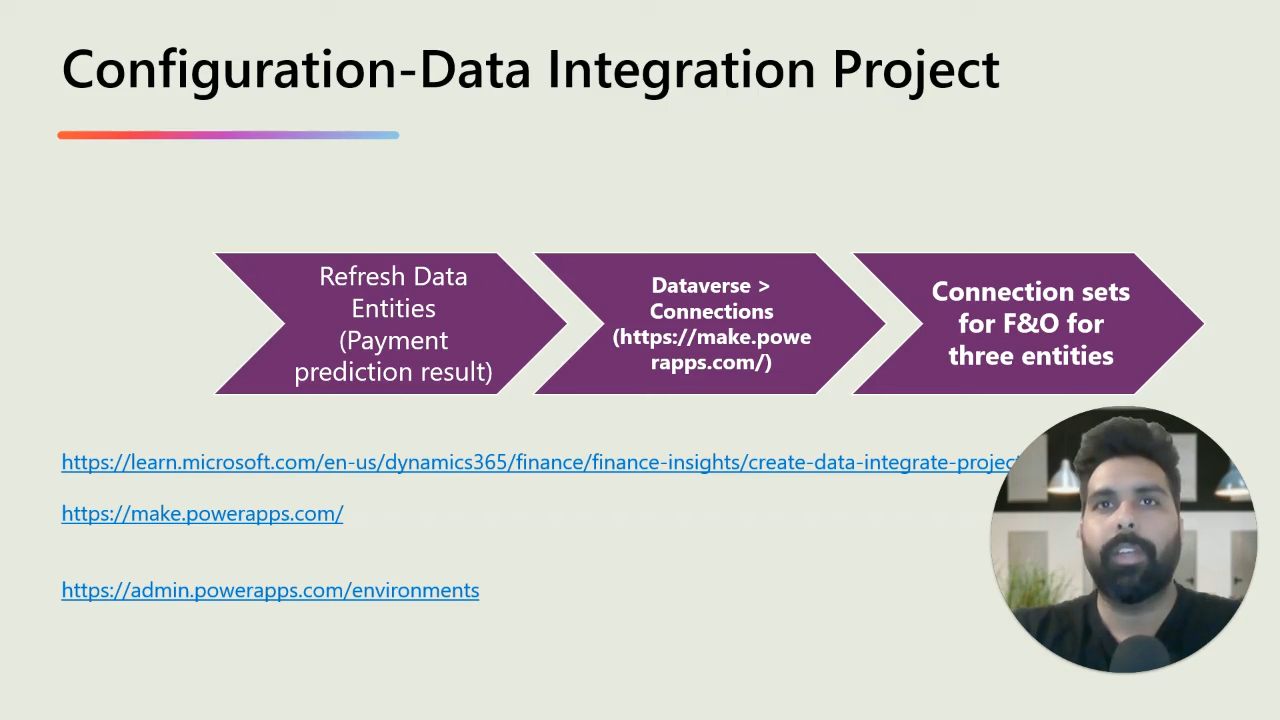 Configuration-Data Integration Project
Refresh Data
Entities
(Payment
prediction result)
Dataverse >
Connections
(https://make.powe
rapps.com/)
Connection sets
for F&O for
three entities
https://learn.microsoft.com/en-us/dynamics365/finance/finance-insights/create-data-integrate-project
https://make.powerapps.com/
https://admin.powerapps.com/environments